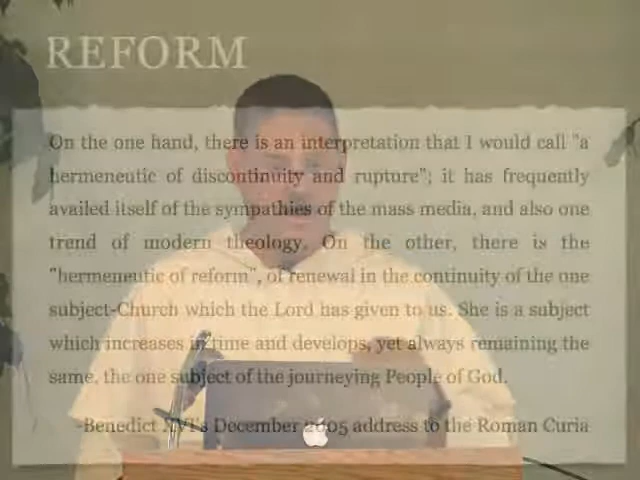 REFORM
On the one hand, there is an interpretation that I would call "a
hermeneutic of discontinuity and rupture"; it has frequently
availed itself of the sympathies of the mass media, and also one
trend of modern theology. On the other, there is the
"hermeneutic of reform", of renewal in the continuity of the one
subject-Church which the Lord has given to us. She is a subject
which increases in time and develops, yet always remaining the
same, the one subject of the journeying People of God.
-Benedict XVI's December 2005 address to the Roman Curia